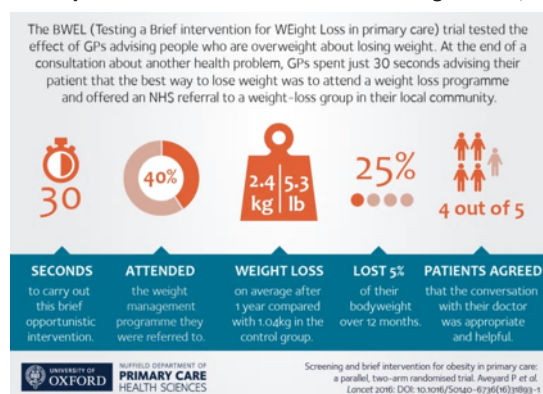 The BWEL (Testing a Brief intervention for WEight Loss in primary care) trial tested the
effect of GPs advising people who are overweight about losing weight. At the end of a
consultation about another health problem, GPs spent just 30 seconds advising their
patient that the best way to lose weight was to attend a weight loss programme
and offered an NHS referral to a weight-loss group in their local community.
30
40%
2.4 kg
5.3 lb
25%
4 out of 5
SECONDS
to carry out
this brief
opportunistic
intervention.
ATTENDED
the weight
management
programme they
were referred to.
WEIGHT LOSS
on average after
1 year compared
with 1.04kg in the
control group.
LOST 5%
of their
bodyweight
over 12 months.
PATIENTS AGREED
that the conversation
with their doctor
was appropriate
and helpful.
UNIVERSITY OF
OXFORD
NUFFIELD DEPARTMENT OF
PRIMARY CARE
HEALTH SCIENCES
Screening and brief intervention for obesity in primary care:
a parallel, two-arm randomised trial. Aveyard P et al.
Lancet 2016: DOI: 10.1016/S0140-6736(16)31893-1